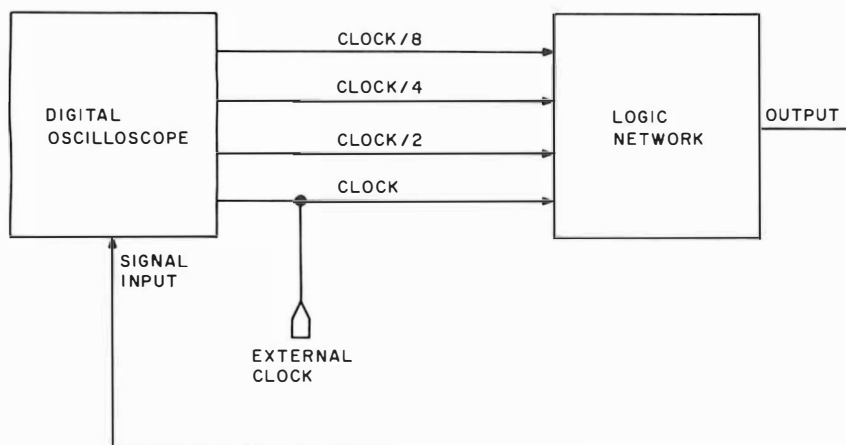 CLOCK/8
CLOCK/4
DIGITAL
OSCILLOSCOPE
CLOCK/2
CLOCK
LOGIC
NETWORK
OUTPUT
SIGNAL
INPUT
EXTERNAL
CLOCK